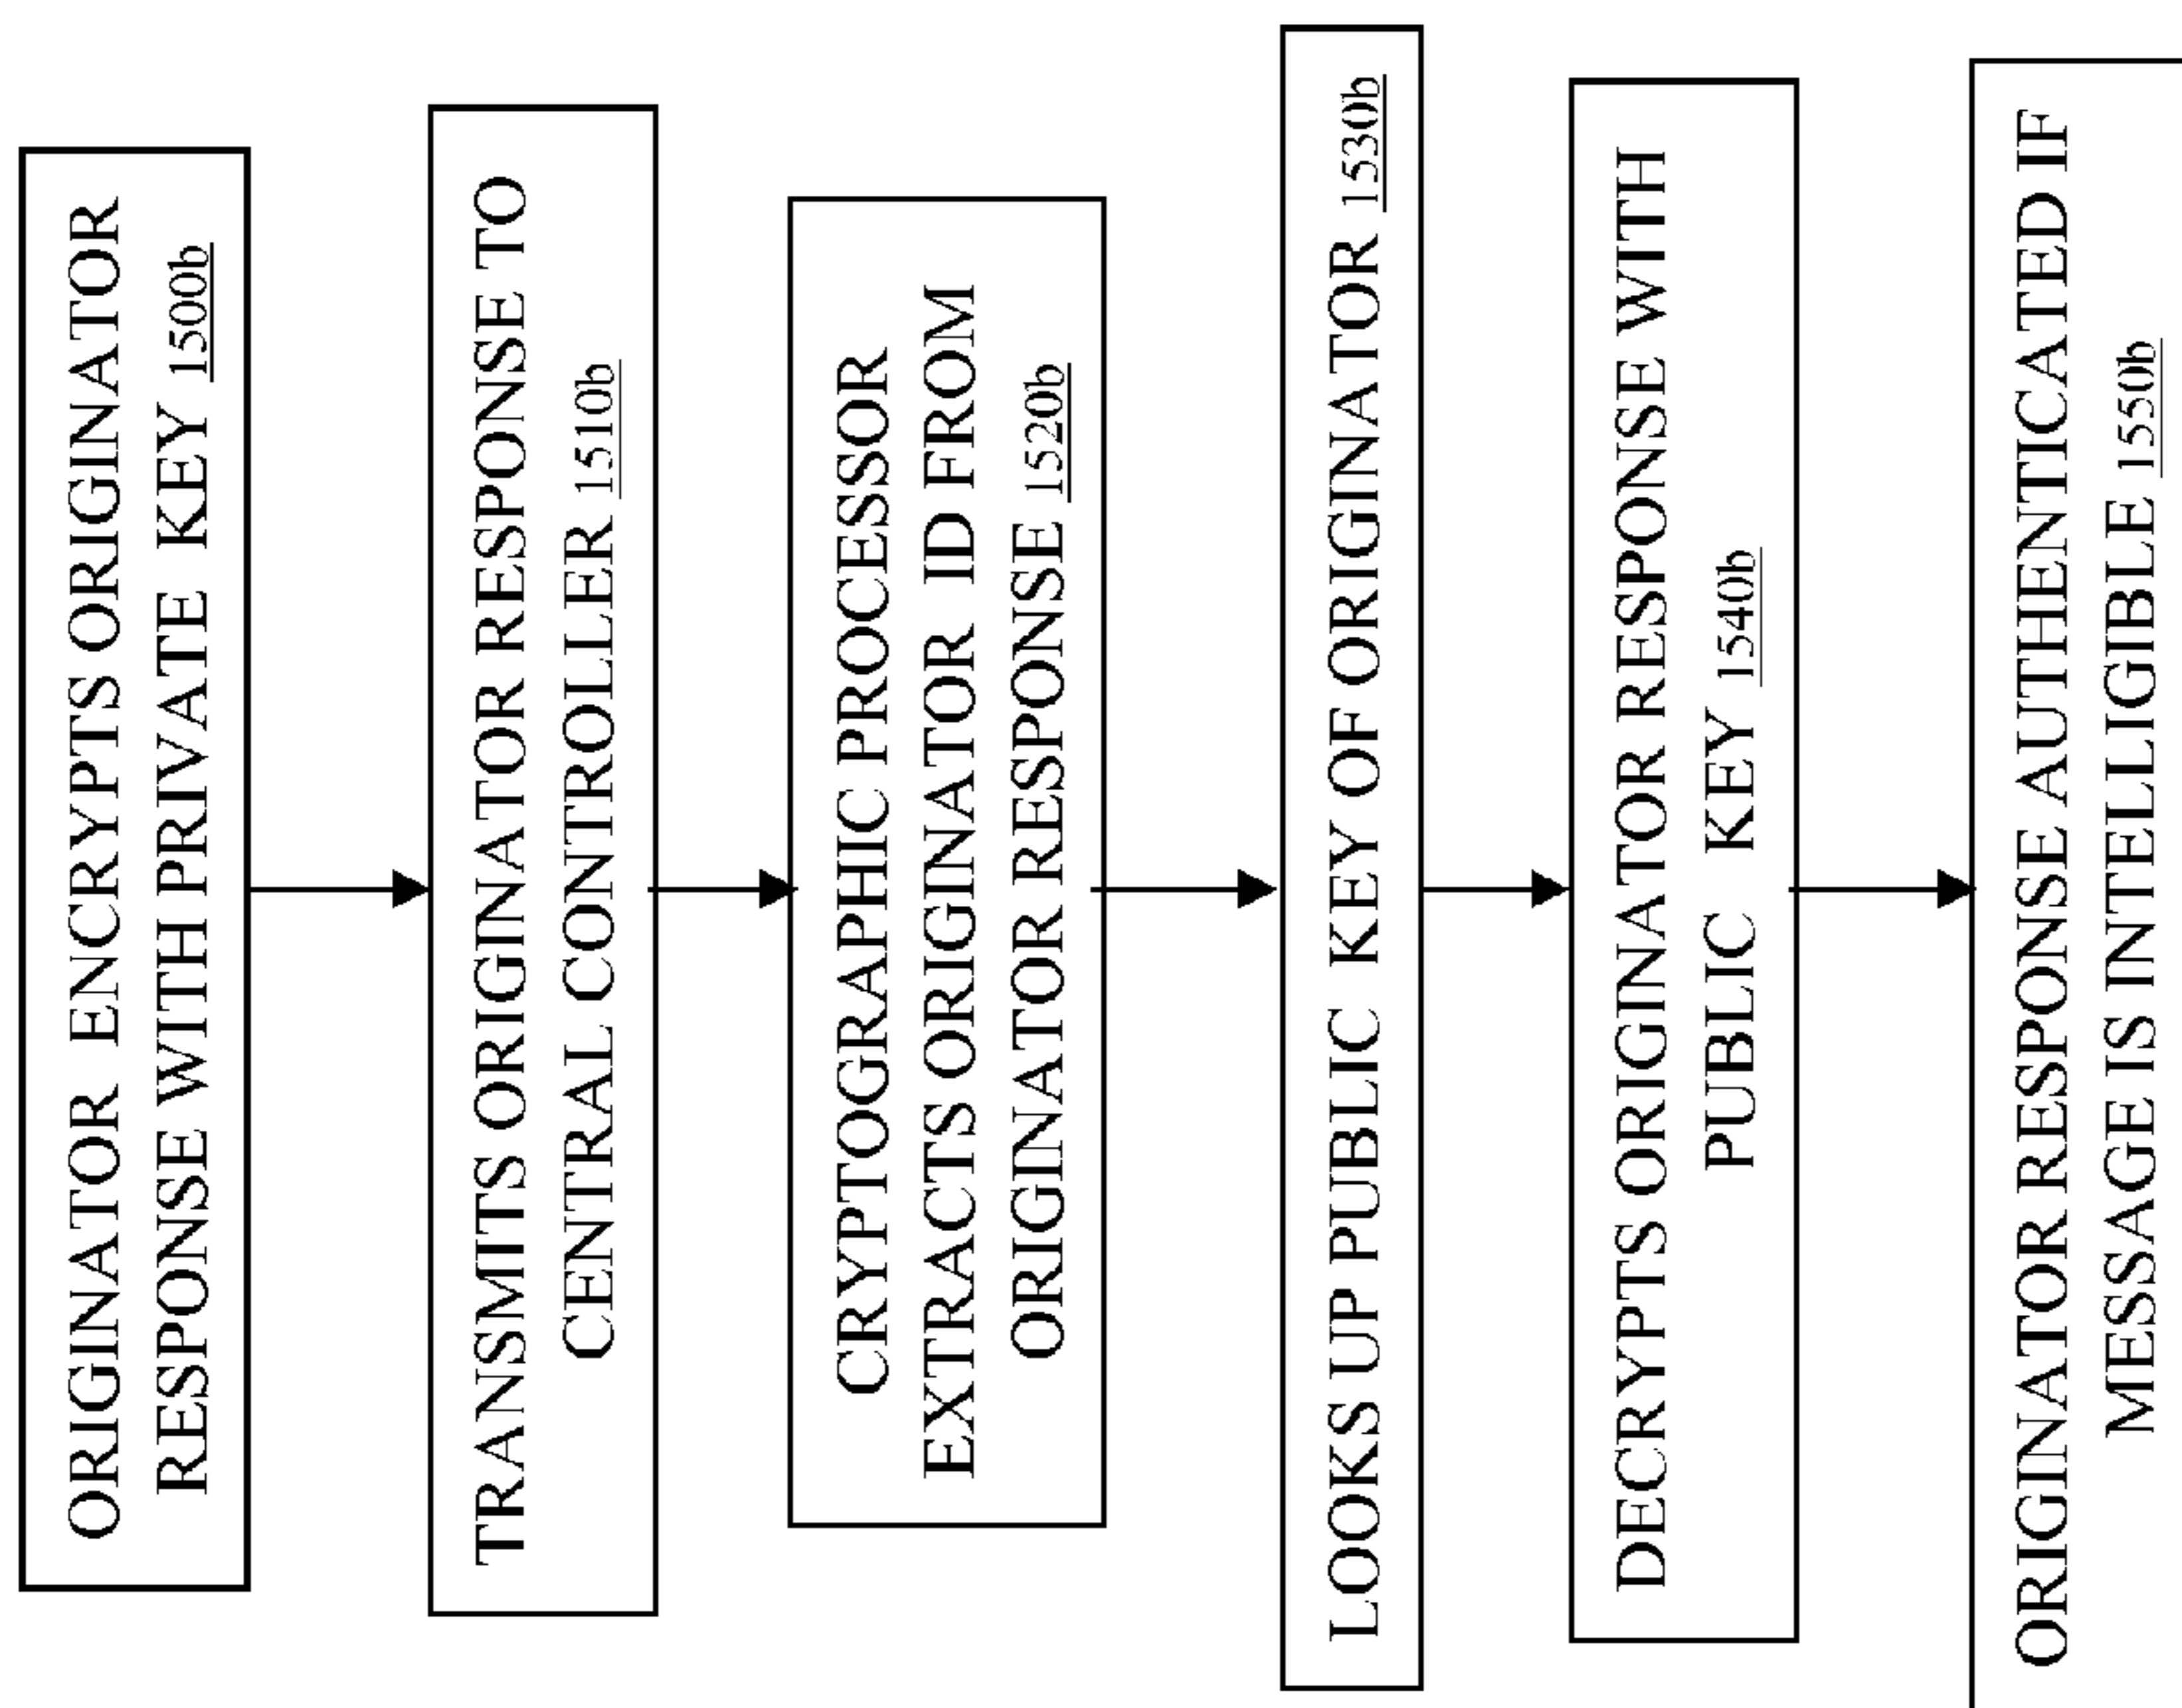 ORIGINATOR ENCRYPTS ORIGINATOR
RESPONSE WITH PRIVATE KEY 1500b
TRANSMITS ORIGINATOR RESPONSE TO
CENTRAL CONTROLLER 1510b
CRYPTOGRAPHIC PROCESSOR
EXTRACTS ORIGINATOR ID FROM
ORIGINATOR RESPONSE 1520b
LOOKS UP PUBLIC KEY OF ORIGINATOR 1530b
DECRYPTS ORIGINATOR RESPONSE WITH
PUBLIC KEY 1540b
ORIGINATOR RESPONSE AUTHENTICATED IF
MESSAGE IS INTELLIGIBLE 1550b